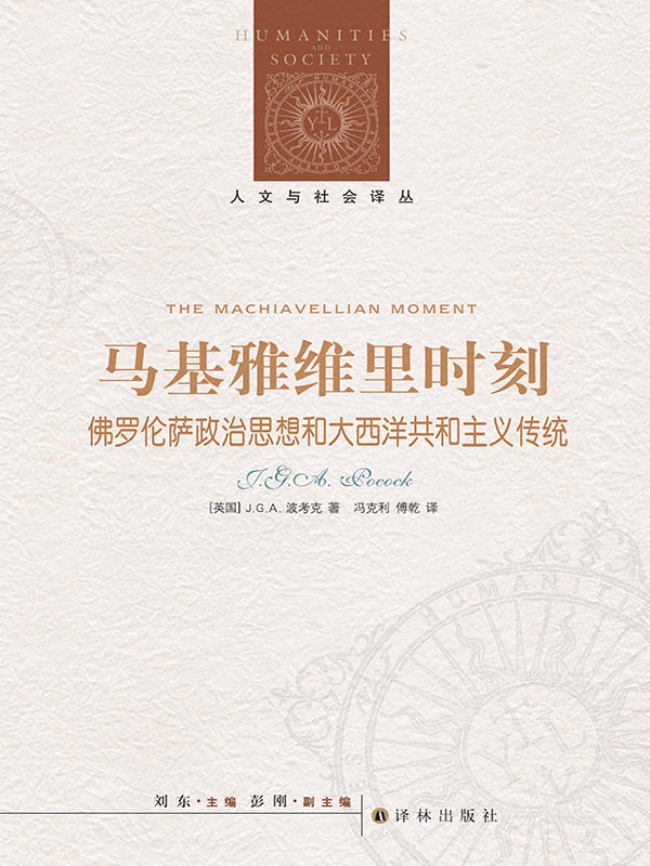 HUMANITIES
AND
SOCIETY
YL
人文与社会译丛
THE MACHIAVELLIAN MOMENT
马基雅维里时刻
佛罗伦萨政治思想和大西洋共和主义传统
J.G.A. Pocock
[英国] J.G.A. 波考克 著 冯克利 傅乾 译
HUMANITIES
YL
刘东·主编 彭刚·副主编
译林出版社